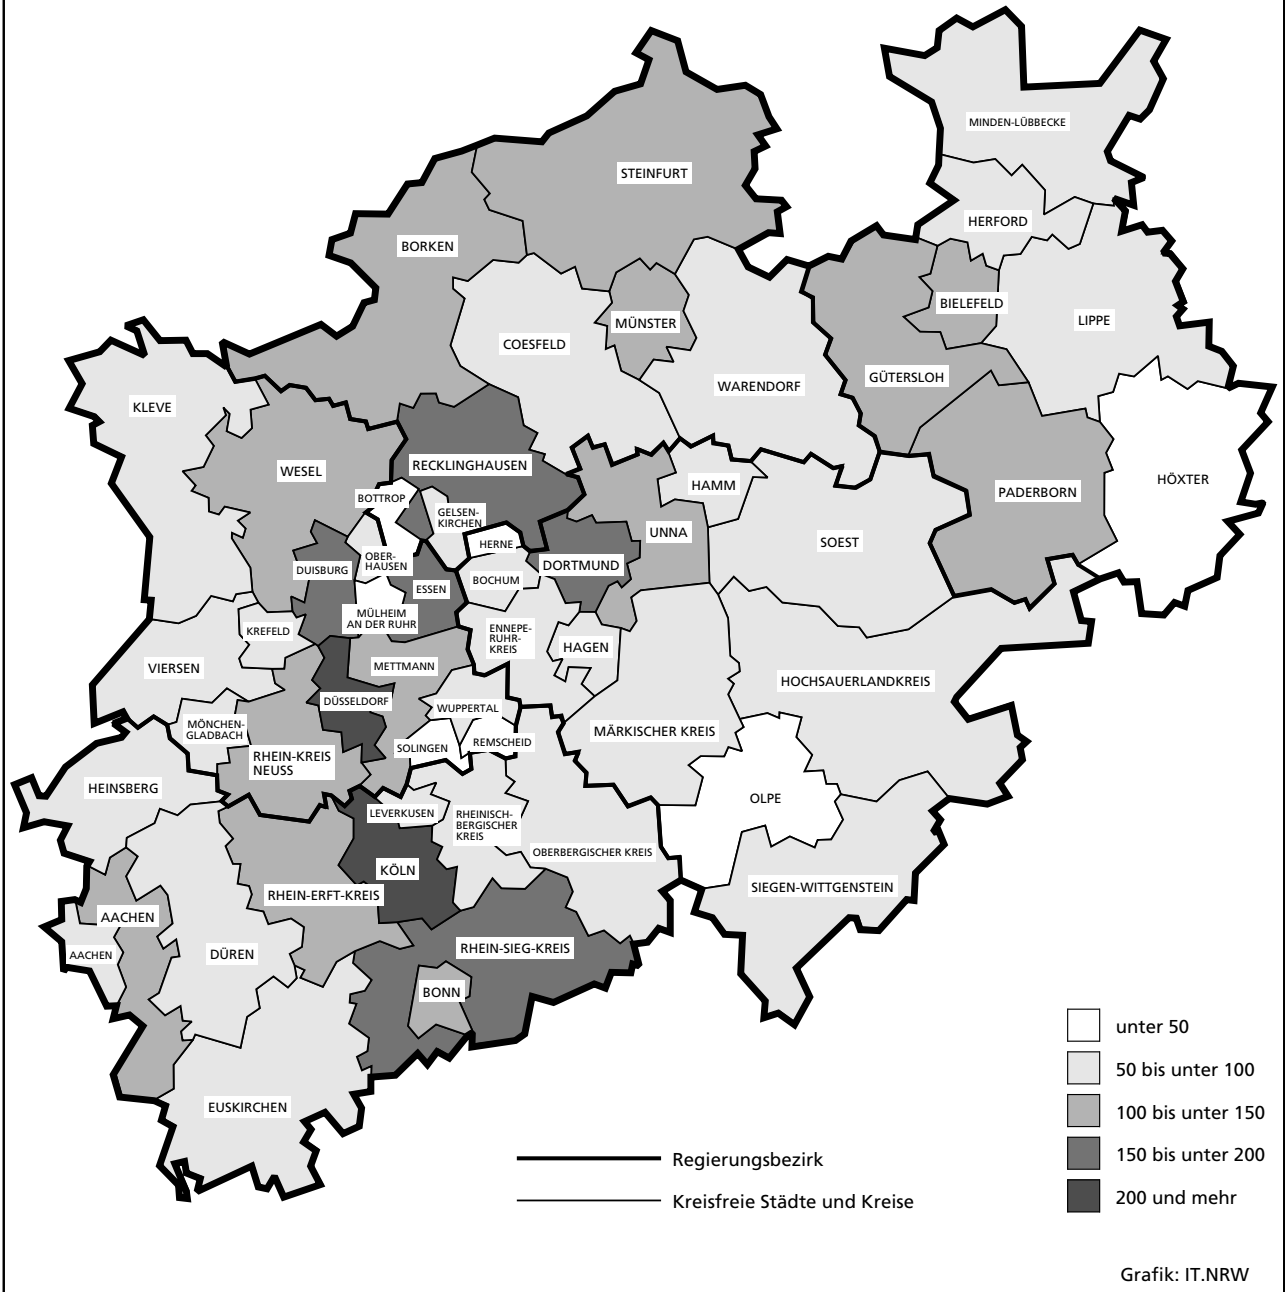 MINDEN-LÜBBECKE
STEINFURT
HERFORD
BORKEN
BIELEFELD
LIPPE
MÜNSTER
COESFELD
GÜTERSLOH
WARENDORF
KLEVE
RECKLINGHAUSEN
WESEL
HÖXTER
HAMM
PADERBORN
BOTTROP
GELSEN-
KIRCHEN
UNNA
SOEST
HERNE
OBER-
HAUSEN
DORTMUND
DUISBURG
BOCHUM
ESSEN
MÜLHEIM
AN DER RUHR
KREFELD
ENNEPE-
RUHR-
KREIS
HAGEN
VIERSEN
METTMANN
HOCHSAUERLANDKREIS
DÜSSELDORF
WUPPERTAL
MÖNCHEN-
GLADBACH
MÄRKISCHER KREIS
SOLINGEN
REMSCHEID
RHEIN-KREIS
NEUSS
HEINSBERG
OLPE
LEVERKUSEN
RHEINISCH-
BERGISCHER
KREIS
OBERBERGISCHER KREIS
KÖLN
SIEGEN-WITTGENSTEIN
RHEIN-ERFT-KREIS
AACHEN
RHEIN-SIEG-KREIS
AACHEN
DÜREN
BONN
EUSKIRCHEN
unter 50
50 bis unter 100
100 bis unter 150
150 bis unter 200
200 und mehr
Regierungsbezirk
Kreisfreie Städte und Kreise
Grafik: IT.NRW